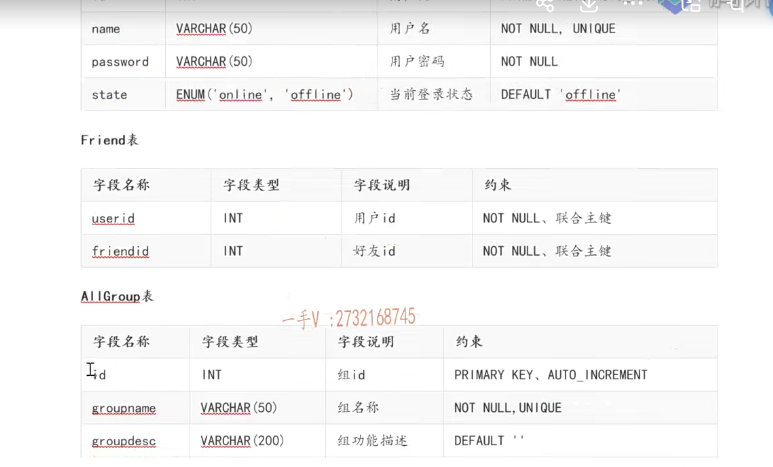 name VARCHAR(50) 用户名 NOT NULL, UNIQUE
password VARCHAR(50) 用户密码 NOT NULL
state ENUM('online', 'offline') 当前登录状态 DEFAULT 'offline'
Friend表
字段名称 字段类型 字段说明 约束
userid INT 用户id NOT NULL、联合主键
friendid INT 好友id NOT NULL、联合主键
AllGroup表
一手V :2732168745
字段名称 字段类型 字段说明 约束
id INT 组id PRIMARY KEY、AUTO_INCREMENT
groupname VARCHAR(50) 组名称 NOT NULL,UNIQUE
groupdesc VARCHAR(200) 组功能描述 DEFAULT ''